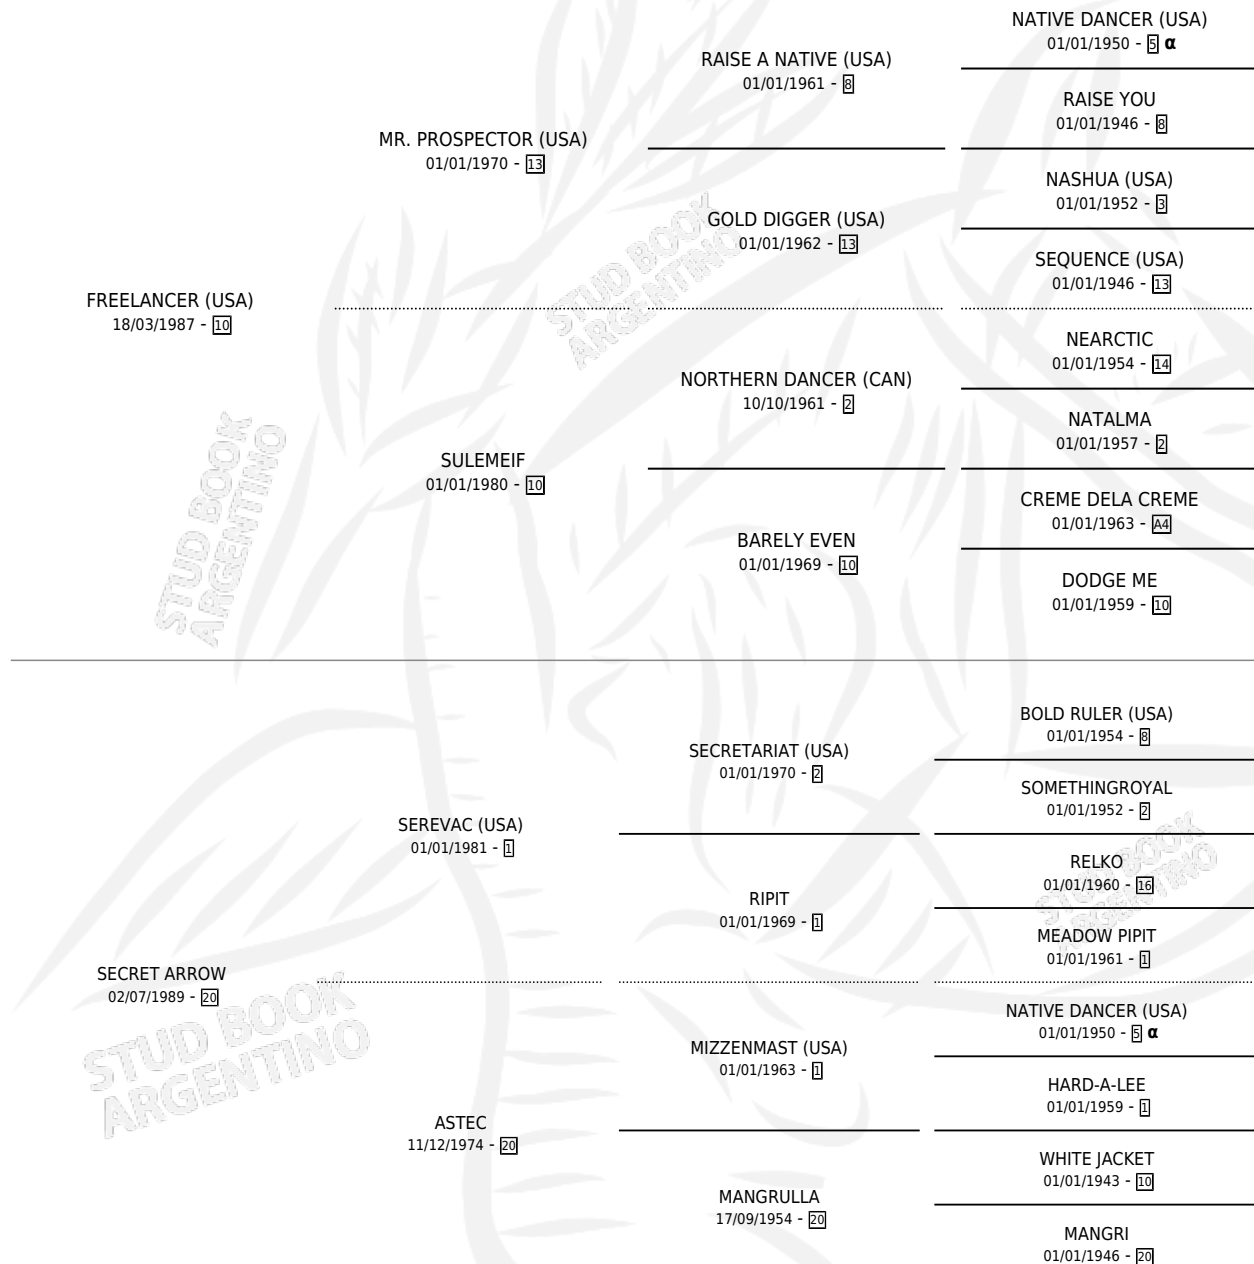 NATIVE DANCER (USA)
01/01/1950 - 5 α
RAISE A NATIVE (USA)
01/01/1961 - 8
RAISE YOU
01/01/1946 - 8
MR. PROSPECTOR (USA)
01/01/1970 - 13
NASHUA (USA)
01/01/1952 - 3
GOLD DIGGER (USA)
01/01/1962 - 13
SEQUENCE (USA)
01/01/1946 - 13
FREELANCER (USA)
18/03/1987 - 10
STUD BOOK
ARGENTINO
NEARCTIC
01/01/1954 - 14
NORTHERN DANCER (CAN)
10/10/1961 - 2
NATALMA
01/01/1957 - 2
SULEMEIF
01/01/1980 - 10
CREME DELA CREME
01/01/1963 - A4
BARELY EVEN
01/01/1969 - 10
DODGE ME
01/01/1959 - 10
STUD BOOK
ARGENTINO
BOLD RULER (USA)
01/01/1954 - 8
SECRETARIAT (USA)
01/01/1970 - 2
SOMETHINGROYAL
01/01/1952 - 2
SEREVAC (USA)
01/01/1981 - 1
RELKO
01/01/1960 - 16
RIPIT
01/01/1969 - 1
MEADOW PIPIT
01/01/1961 - 1
STUD BOOK
ARGENTINO
SECRET ARROW
02/07/1989 - 20
NATIVE DANCER (USA)
01/01/1950 - 5 α
MIZZENMAST (USA)
01/01/1963 - 1
HARD-A-LEE
01/01/1959 - 1
STUD BOOK
ARGENTINO
ASTEC
11/12/1974 - 20
WHITE JACKET
01/01/1943 - 10
MANGRULLA
17/09/1954 - 20
MANGRI
01/01/1946 - 20